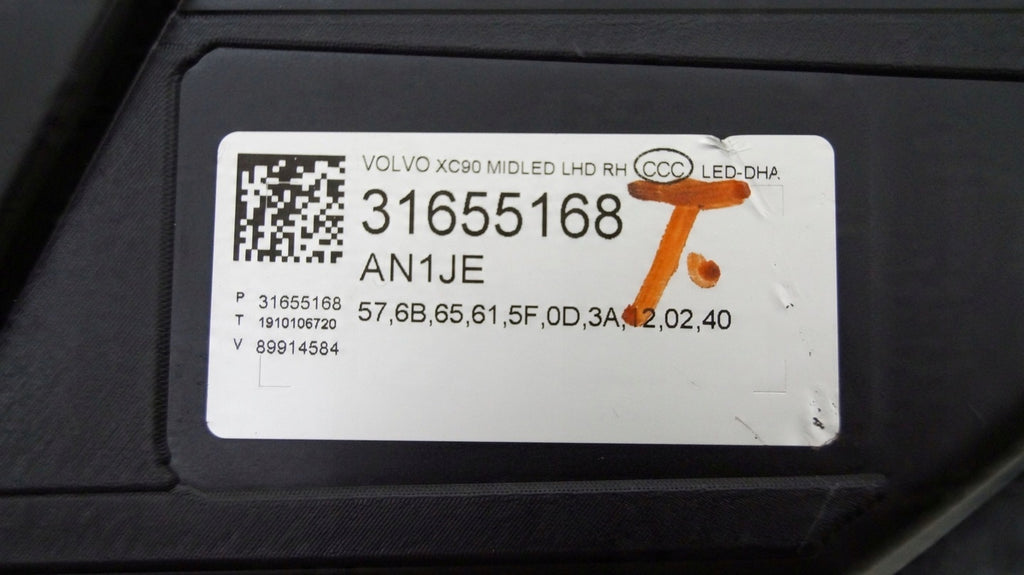 VOLVO XC90 MIDLED LHD RH CCC LED-DHA
31655168
AN1JE
57,6B,65,61,5F,0D,3A,12,02,40
P 31655168
T 1910106720
V 89914584
T.